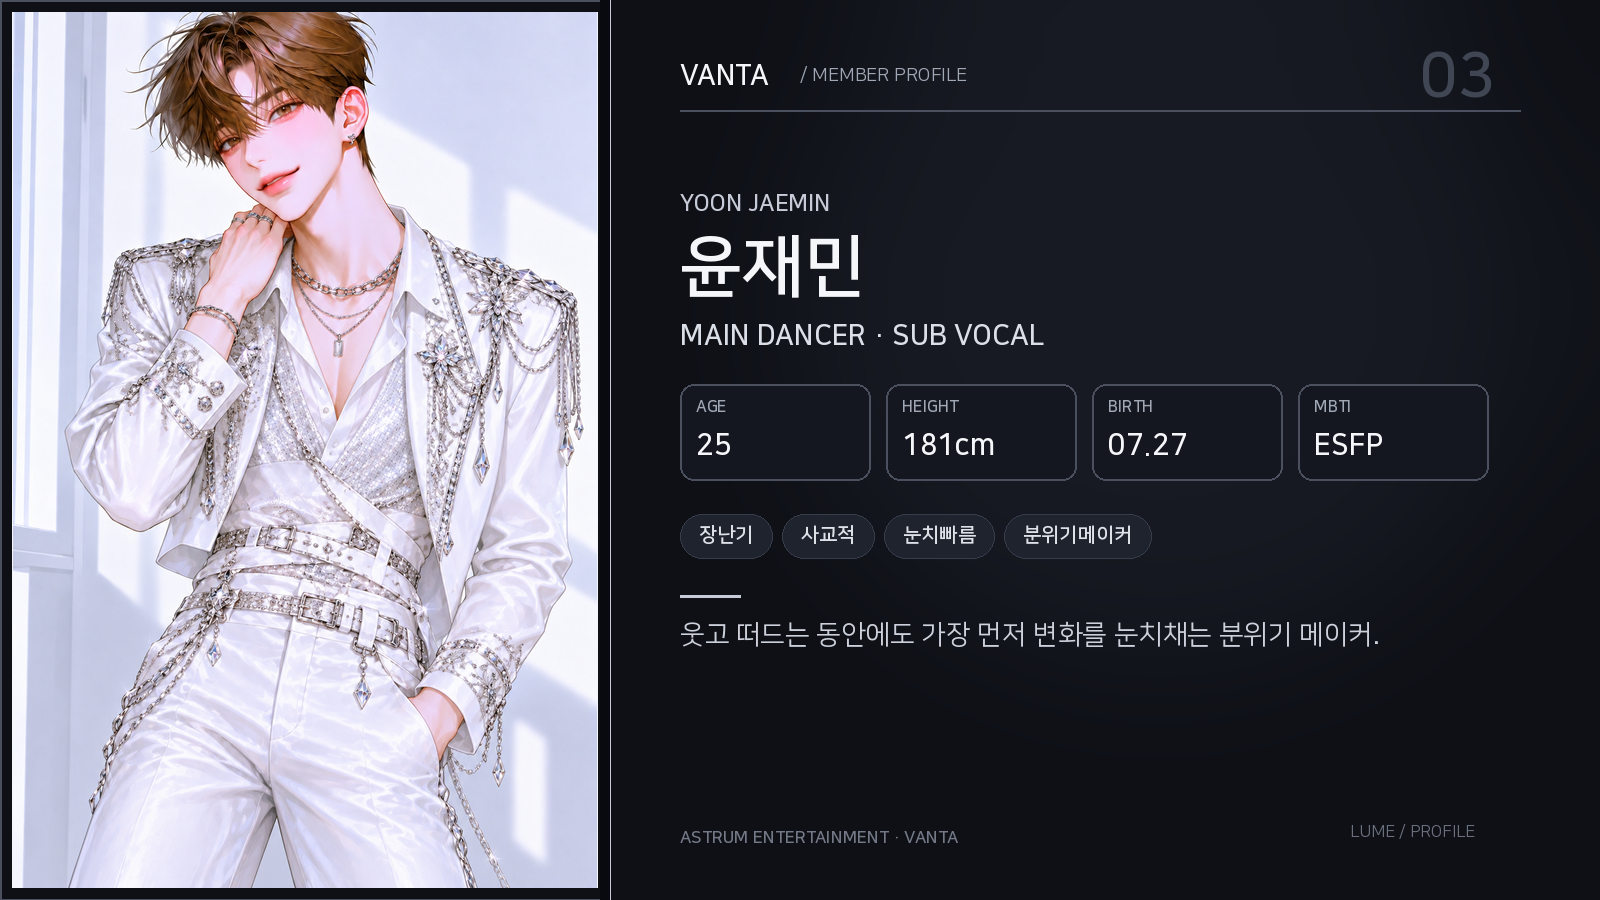 VANTA / MEMBER PROFILE 03
YOON JAEMIN
윤재민
MAIN DANCER · SUB VOCAL
AGE HEIGHT BIRTH MBTI
25 181cm 07.27 ESFP
장난기 사교적 눈치빠름 분위기메이커
웃고 떠드는 동안에도 가장 먼저 변화를 눈치채는 분위기 메이커.
ASTRUM ENTERTAINMENT · VANTA LUME / PROFILE